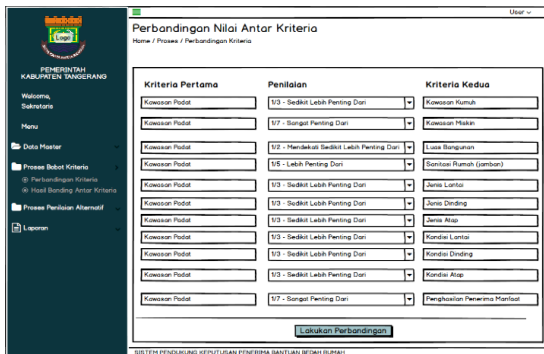 User
Perbandingan Nilai Antar Kriteria
Home / Proses / Perbandingan Kriteria
Logo
PEMERINTAH
KABUPATEN TANGERANG
Welcome,
Sekretaris
Menu
Data Master
Proses Bobot Kriteria
Perbandingan Kriteria
Hasil Banding Antar Kriteria
Proses Penilaian Alternatif
Laporan
Kriteria Pertama Penilaian Kriteria Kedua
Kawasan Padat 1/3 - Sedikit Lebih Penting Dari Kawasan Kumuh
Kawasan Padat 1/7 - Sangat Penting Dari Kawasan Miskin
Kawasan Padat 1/2 - Mendekati Sedikit Lebih Penting Dari Luas Bangunan
Kawasan Padat 1/5 - Lebih Penting Dari Sanitasi Rumah (jamban)
Kawasan Padat 1/3 - Sedikit Lebih Penting Dari Jenis Lantai
Kawasan Padat 1/3 - Sedikit Lebih Penting Dari Jenis Dinding
Kawasan Padat 1/3 - Sedikit Lebih Penting Dari Jenis Atap
Kawasan Padat 1/3 - Sedikit Lebih Penting Dari Kondisi Lantai
Kawasan Padat 1/3 - Sedikit Lebih Penting Dari Kondisi Dinding
Kawasan Padat 1/3 - Sedikit Lebih Penting Dari Kondisi Atap
Kawasan Padat 1/7 - Sangat Penting Dari Penghasilan Penerima Manfaat
Lakukan Perbandingan
SISTEM PENDUKUNG KEPUTUSAN PENERIMA BANTUAN BEDAH RUMAH